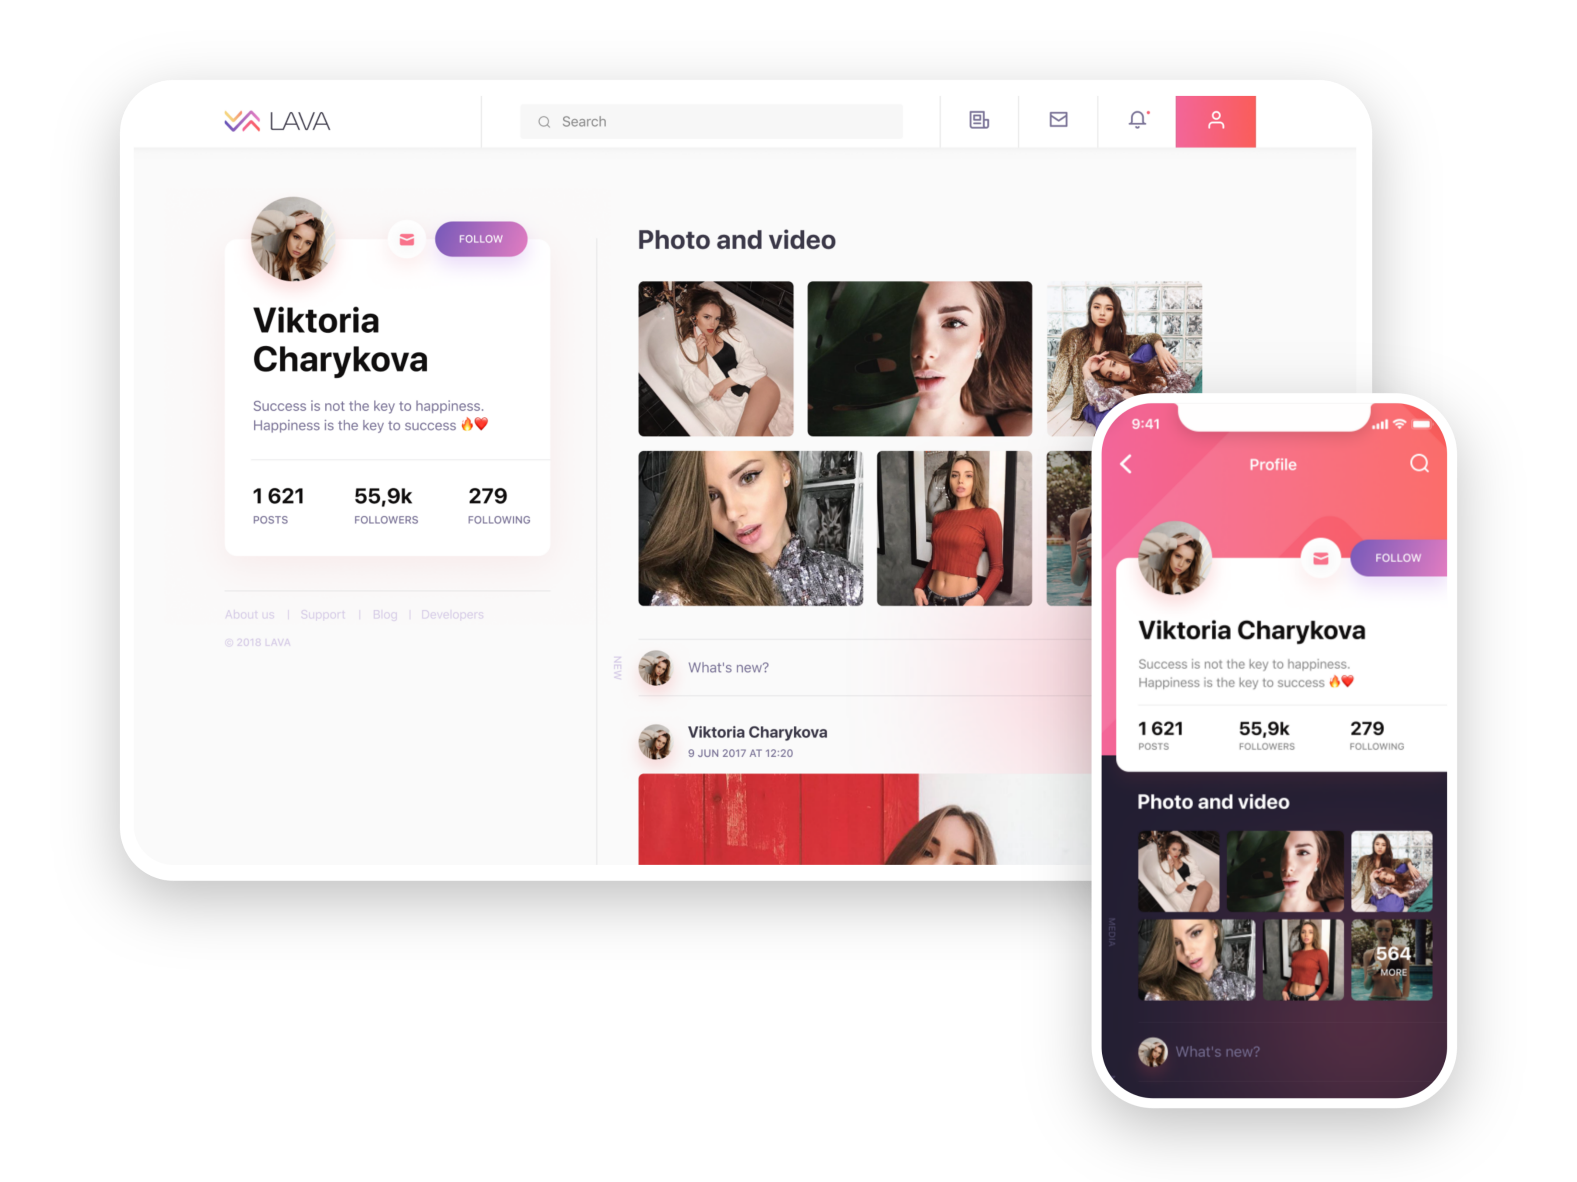 LAVA
Search
FOLLOW
Viktoria
Charykova
Success is not the key to happiness.
Happiness is the key to success 🔥❤️
1 621
55,9k
279
POSTS
FOLLOWERS
FOLLOWING
About us | Support | Blog | Developers
© 2018 LAVA
Photo and video
NEW
What's new?
Viktoria Charykova
9 JUN 2017 AT 12:20
9:41
Profile
FOLLOW
Viktoria Charykova
Success is not the key to happiness.
Happiness is the key to success 🔥❤️
1 621
55,9k
279
POSTS
FOLLOWERS
FOLLOWING
Photo and video
MEDIA
564
MORE
What's new?